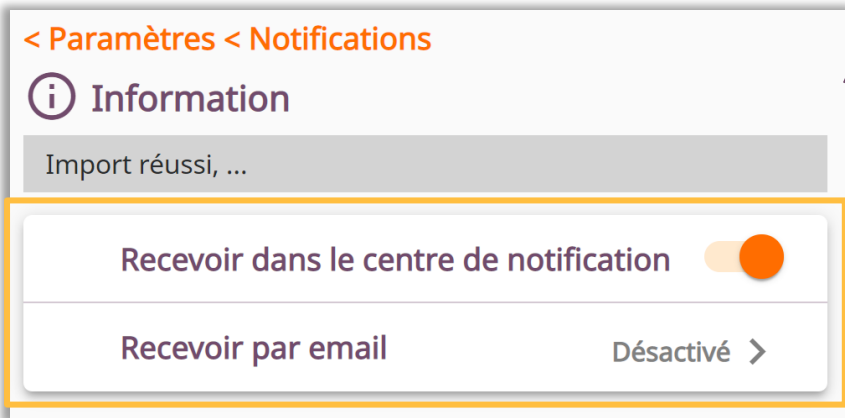 < Paramètres < Notifications
Information
Import réussi, ...
Recevoir dans le centre de notification
Recevoir par email
Désactivé